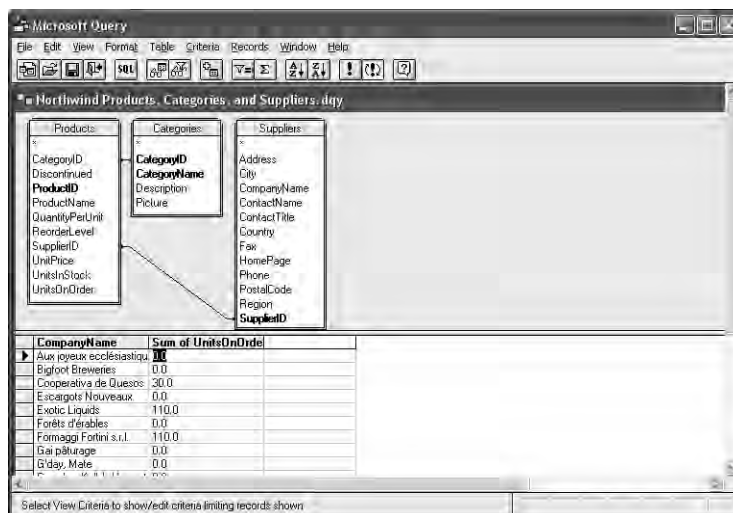 Microsoft Query
File Edit View Format Table Criteria Records Window Help
SQL
Northwind Products, Categories, and Suppliers.dqy
Products
*
CategoryID
Discontinued
ProductID
ProductName
QuantityPerUnit
ReorderLevel
SupplierID
UnitPrice
UnitsInStock
UnitsOnOrder
Categories
*
CategoryID
CategoryName
Description
Picture
Suppliers
*
Address
City
CompanyName
ContactName
ContactTitle
Country
Fax
HomePage
Phone
PostalCode
Region
SupplierID
CompanyName Sum of UnitsOnOrde
Aux joyeux ecclésiastiqu 0.0
Bigfoot Breweries 0.0
Cooperativa de Quesos 30.0
Escargots Nouveaux 0.0
Exotic Liquids 110.0
Forêts d'érables 0.0
Formaggi Fortini s.r.l. 110.0
Gai pâturage 0.0
G'day, Mate 0.0
Select View Criteria to show/edit criteria limiting records shown